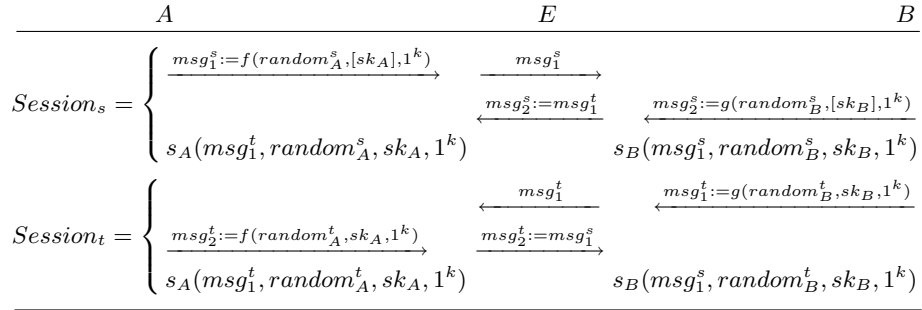 A E B
msg_1^s:=f(random_A^s,[sk_A],1^k) msg_1^s
msg_2^s:=msg_1^t msg_2^s:=g(random_B^s,[sk_B],1^k)
Session_s =
s_A(msg_1^t, random_A^s, sk_A, 1^k) s_B(msg_1^s, random_B^s, sk_B, 1^k)
msg_1^t msg_1^t:=g(random_B^t,sk_B,1^k)
Session_t =
msg_2^t:=f(random_A^t,sk_A,1^k) msg_2^t:=msg_1^s
s_A(msg_1^t, random_A^t, sk_A, 1^k) s_B(msg_1^s, random_B^t, sk_B, 1^k)